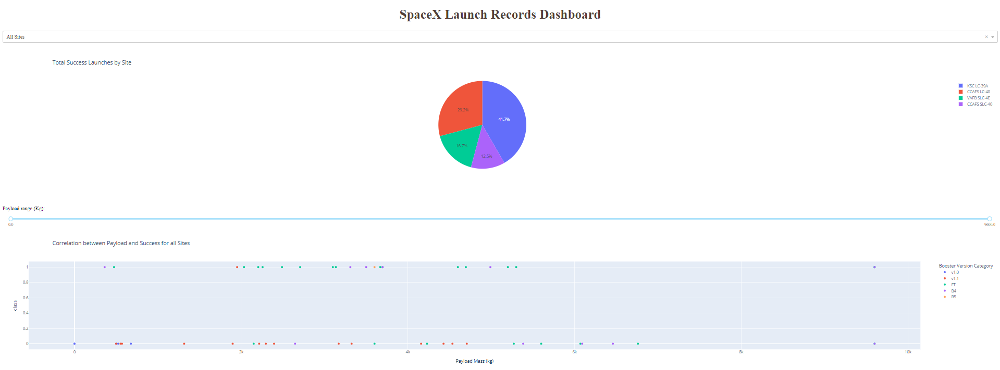 SpaceX Launch Records Dashboard
All Sites
×
Total Success Launches by Site
KSC LC-39A
CCAFS LC-40
VAFB SLC-4E
CCAFS SLC-40
29.2%
41.7%
16.7%
12.5%
Payload range (Kg):
0.0
9600.0
Correlation between Payload and Success for all Sites
Booster Version Category
v1.0
v1.1
FT
B4
B5
class
1
0.8
0.6
0.4
0.2
0
0 2k 4k 6k 8k 10k
Payload Mass (kg)